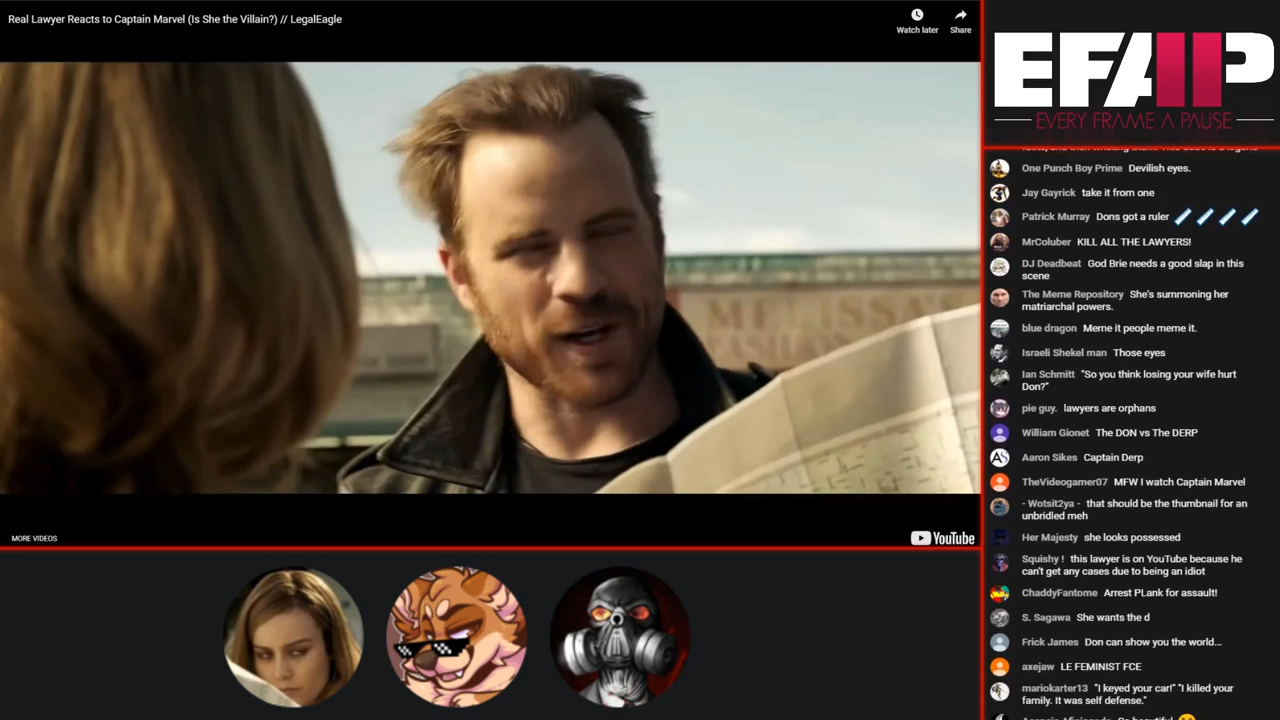 Real Lawyer Reacts to Captain Marvel (Is She the Villain?) // LegalEagle
Watch later
Share
MELISSA'S
MORE VIDEOS
YouTube
EFAP
EVERY FRAME A PAUSE
One Punch Boy Prime Devilish eyes.
Jay Gayrick take it from one
Patrick Murray Dons got a ruler
MrColuber KILL ALL THE LAWYERS!
DJ Deadbeat God Brie needs a good slap in this
scene
The Meme Repository She's summoning her
matriarchal powers.
blue dragon Meme it people meme it.
Israeli Shekel man Those eyes
Ian Schmitt "So you think losing your wife hurt
Don?"
pie guy. lawyers are orphans
William Gionet The DON vs The DERP
AS
Aaron Sikes Captain Derp
TheVideogamer07 MFW I watch Captain Marvel
- Wotsit2ya - that should be the thumbnail for an
unbridled meh
Her Majesty she looks possessed
Squishy ! this lawyer is on YouTube because he
can't get any cases due to being an idiot
ChaddyFantome Arrest PLank for assault!
S. Sagawa She wants the d
Frick James Don can show you the world...
axejaw LE FEMINIST FCE
mariokarter13 "I keyed your car!" "I killed your
family. It was self defense."